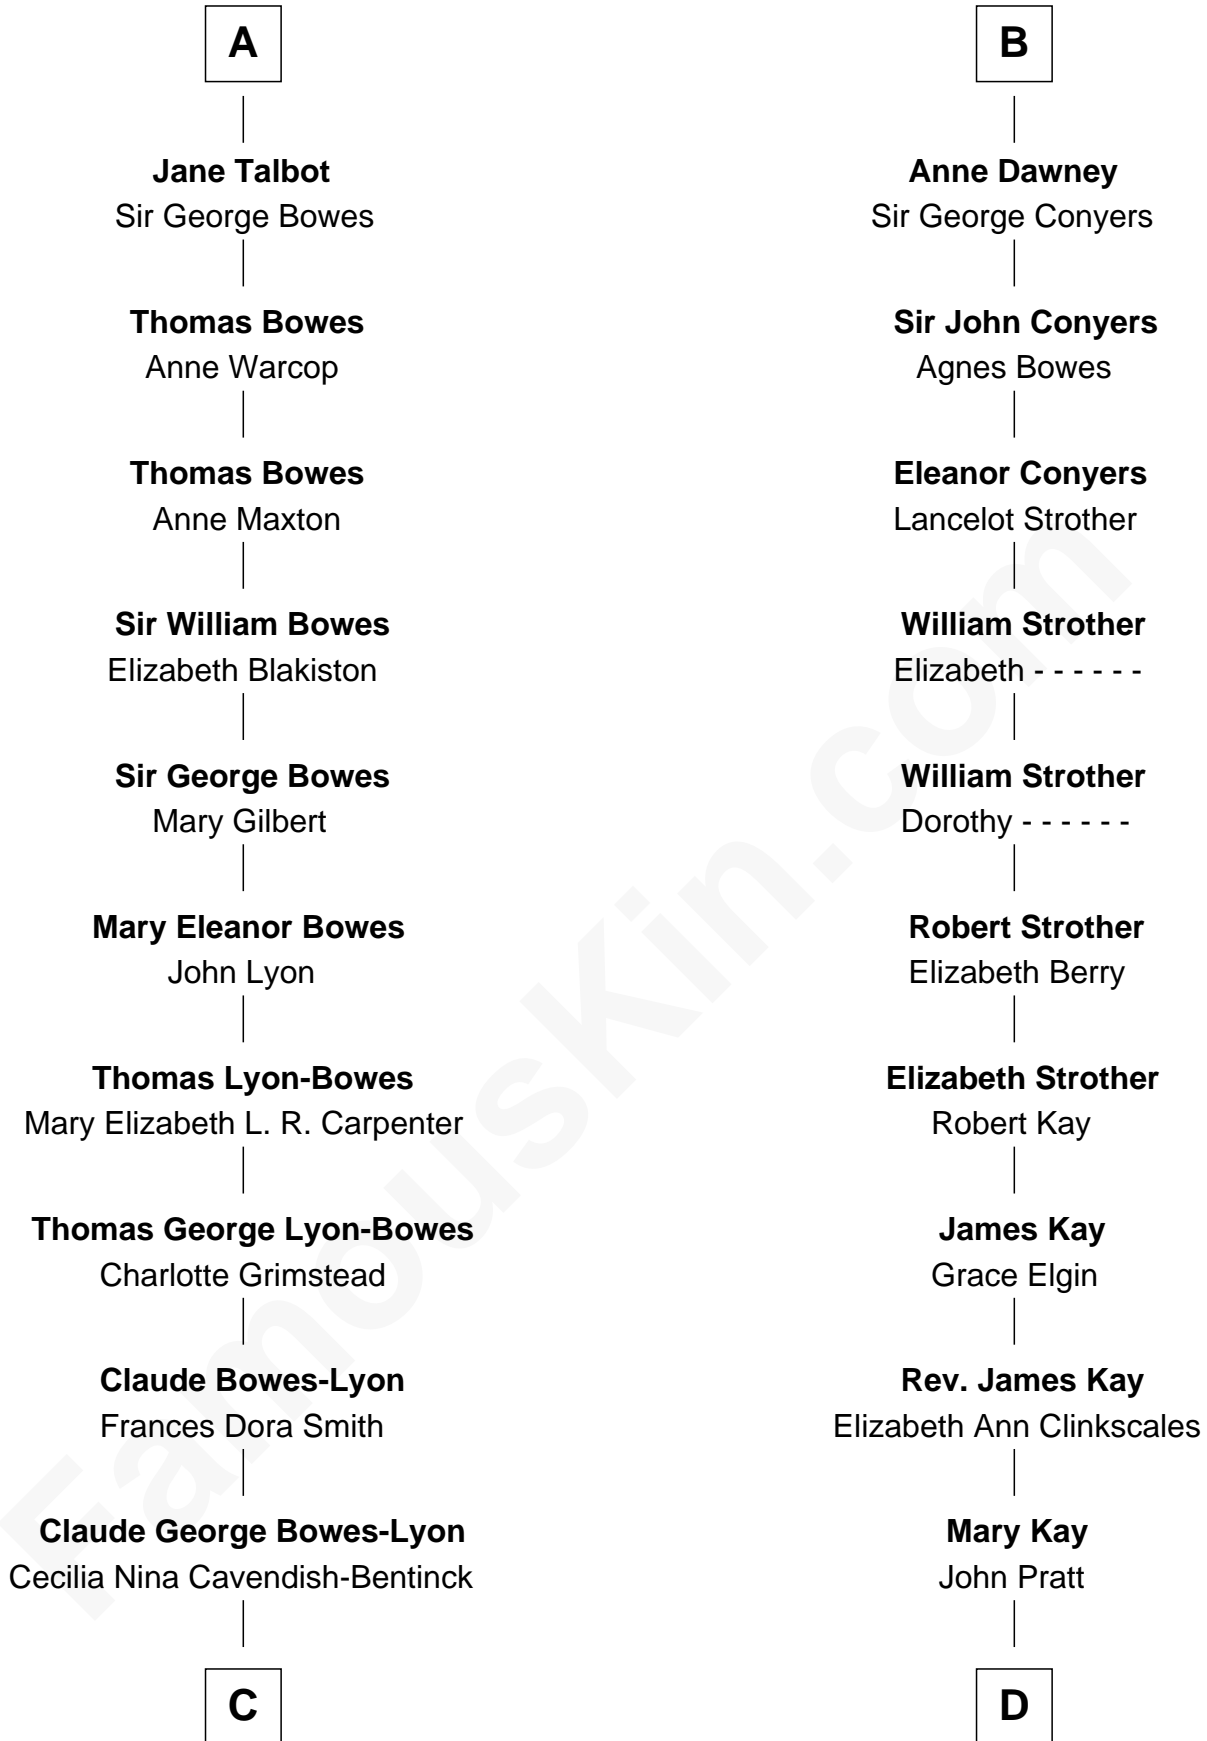 A
Jane Talbot
Sir George Bowes
Thomas Bowes
Anne Warcop
Thomas Bowes
Anne Maxton
Sir William Bowes
Elizabeth Blakiston
Sir George Bowes
Mary Gilbert
Mary Eleanor Bowes
John Lyon
Thomas Lyon-Bowes
Mary Elizabeth L. R. Carpenter
Thomas George Lyon-Bowes
Charlotte Grimstead
Claude Bowes-Lyon
Frances Dora Smith
Claude George Bowes-Lyon
Cecilia Nina Cavendish-Bentinck
C
B
Anne Dawney
Sir George Conyers
Sir John Conyers
Agnes Bowes
Eleanor Conyers
Lancelot Strother
William Strother
Elizabeth - - - - - -
William Strother
Dorothy - - - - - -
Robert Strother
Elizabeth Berry
Elizabeth Strother
Robert Kay
James Kay
Grace Elgin
Rev. James Kay
Elizabeth Ann Clinkscales
Mary Kay
John Pratt
D
FamousKin.com